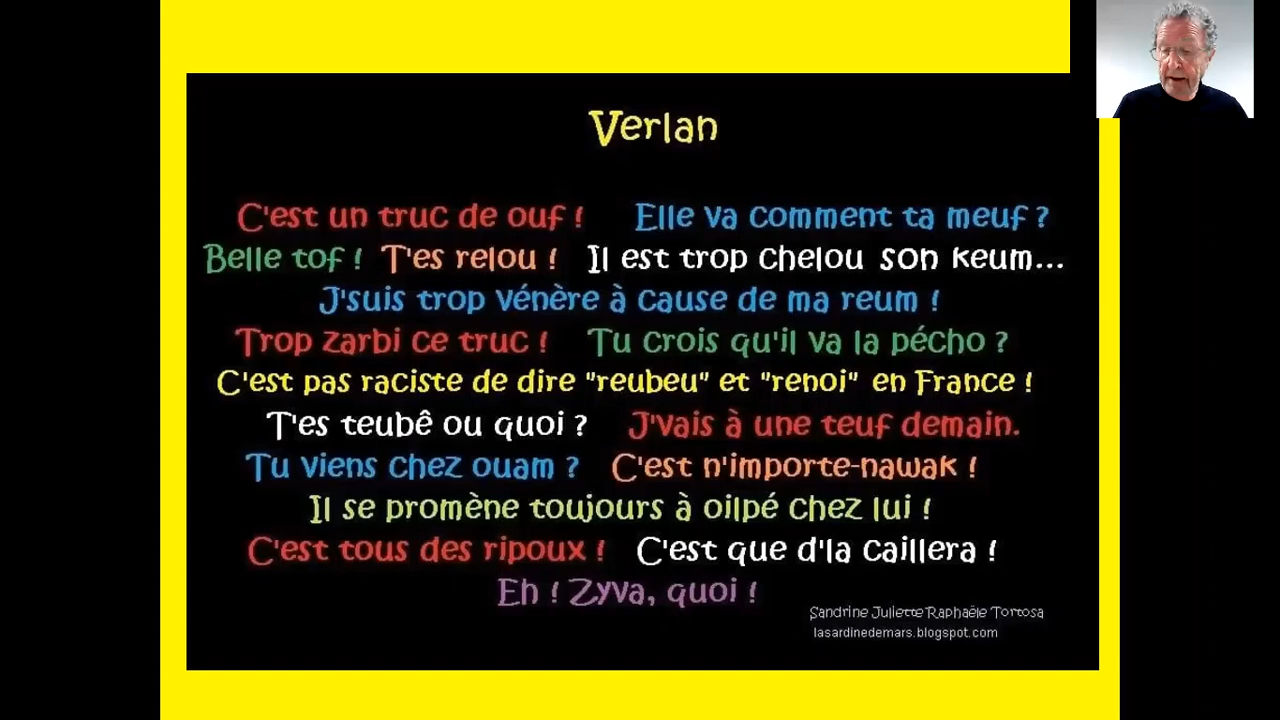 Verlan
C'est un truc de ouf ! Elle va comment ta meuf ?
Belle tof ! T'es relou ! Il est trop chelou son keum...
J'suis trop vénère à cause de ma reum !
Trop zarbi ce truc ! Tu crois qu'il va la pécho ?
C'est pas raciste de dire "reubeu" et "renoi" en France !
T'es teubê ou quoi ? J'vais à une teuf demain.
Tu viens chez ouam ? C'est n'importe-nawak !
Il se promène toujours à oilpé chez lui !
C'est tous des ripoux ! C'est que d'la caillera !
Eh ! Zyva, quoi !
Sandrine Juliette Raphaële Tortosa
lasardinedemars.blogspot.com